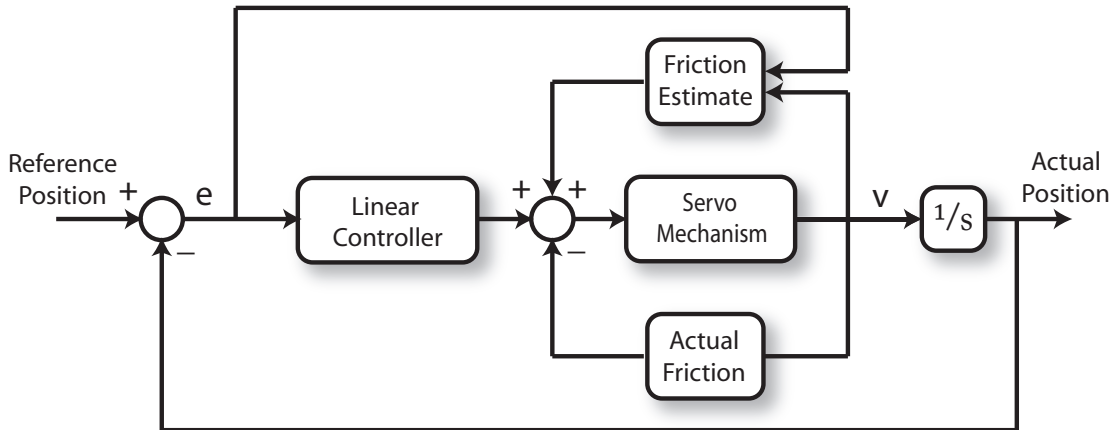 Friction
Estimate
Reference
Position
+
−
e
Linear
Controller
+
+
−
Servo
Mechanism
v
1/s
Actual
Position
Actual
Friction